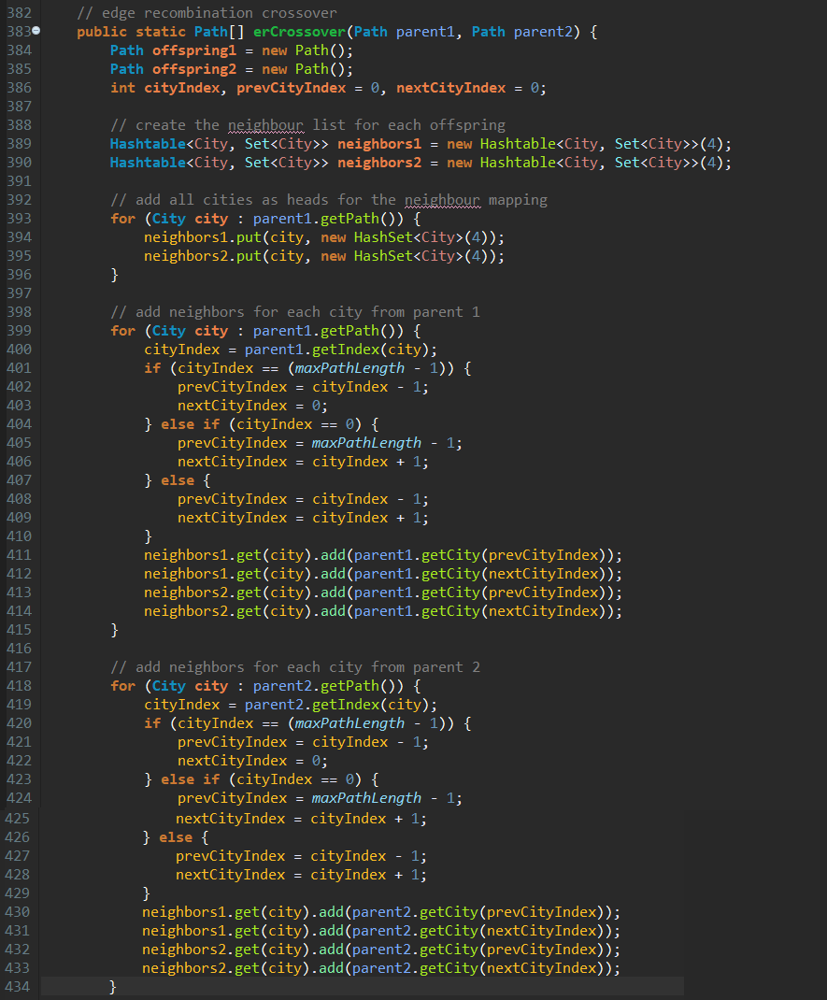 382 // edge recombination crossover
383 public static Path[] erCrossover(Path parent1, Path parent2) {
384 Path offspring1 = new Path();
385 Path offspring2 = new Path();
386 int cityIndex, prevCityIndex = 0, nextCityIndex = 0;
387
388 // create the neighbour list for each offspring
389 Hashtable<City, Set<City>> neighbors1 = new Hashtable<City, Set<City>>(4);
390 Hashtable<City, Set<City>> neighbors2 = new Hashtable<City, Set<City>>(4);
391
392 // add all cities as heads for the neighbour mapping
393 for (City city : parent1.getPath()) {
394 neighbors1.put(city, new HashSet<City>(4));
395 neighbors2.put(city, new HashSet<City>(4));
396 }
397
398 // add neighbors for each city from parent 1
399 for (City city : parent1.getPath()) {
400 cityIndex = parent1.getIndex(city);
401 if (cityIndex == (maxPathLength - 1)) {
402 prevCityIndex = cityIndex - 1;
403 nextCityIndex = 0;
404 } else if (cityIndex == 0) {
405 prevCityIndex = maxPathLength - 1;
406 nextCityIndex = cityIndex + 1;
407 } else {
408 prevCityIndex = cityIndex - 1;
409 nextCityIndex = cityIndex + 1;
410 }
411 neighbors1.get(city).add(parent1.getCity(prevCityIndex));
412 neighbors1.get(city).add(parent1.getCity(nextCityIndex));
413 neighbors2.get(city).add(parent1.getCity(prevCityIndex));
414 neighbors2.get(city).add(parent1.getCity(nextCityIndex));
415 }
416
417 // add neighbors for each city from parent 2
418 for (City city : parent2.getPath()) {
419 cityIndex = parent2.getIndex(city);
420 if (cityIndex == (maxPathLength - 1)) {
421 prevCityIndex = cityIndex - 1;
422 nextCityIndex = 0;
423 } else if (cityIndex == 0) {
424 prevCityIndex = maxPathLength - 1;
425 nextCityIndex = cityIndex + 1;
426 } else {
427 prevCityIndex = cityIndex - 1;
428 nextCityIndex = cityIndex + 1;
429 }
430 neighbors1.get(city).add(parent2.getCity(prevCityIndex));
431 neighbors1.get(city).add(parent2.getCity(nextCityIndex));
432 neighbors2.get(city).add(parent2.getCity(prevCityIndex));
433 neighbors2.get(city).add(parent2.getCity(nextCityIndex));
434 }